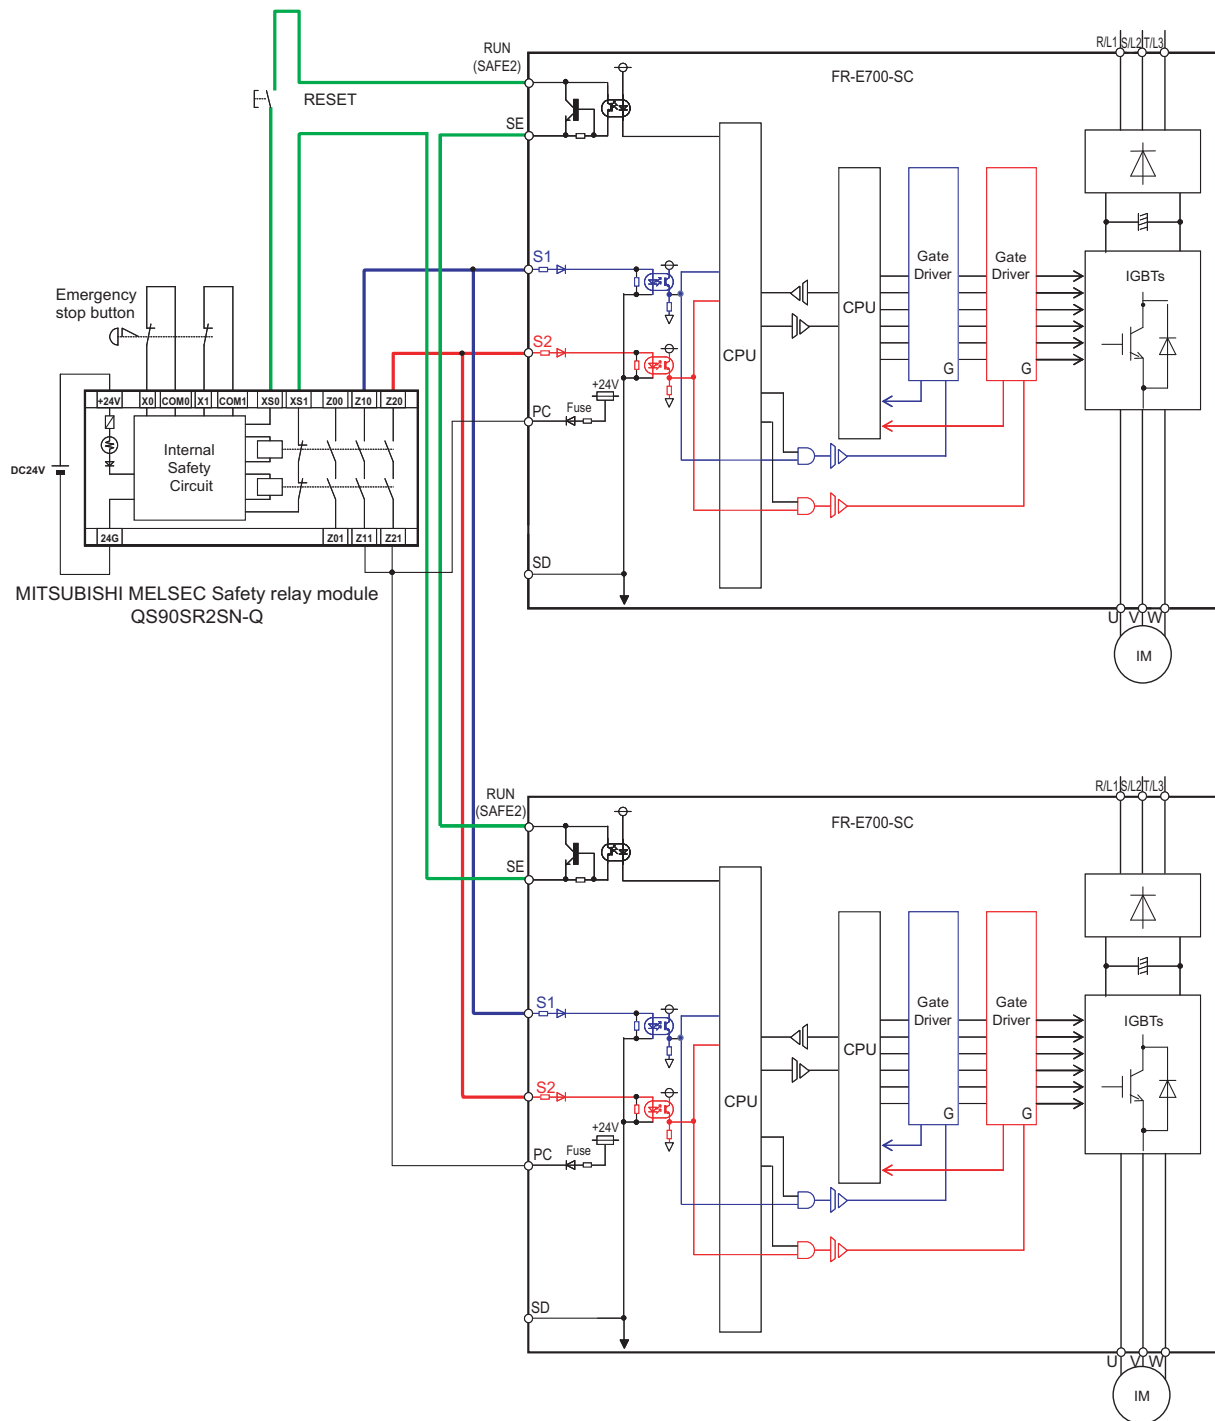 R/L1 S/L2 T/L3
RUN
(SAFE2)
FR-E700-SC
RESET
SE
S1
Gate
Driver
Gate
Driver
IGBTs
Emergency
stop button
CPU
S2
CPU
G
G
+24V
PC
Fuse
+24V X0 COM0 X1 COM1 XS0 XS1 Z00 Z10 Z20
Internal
Safety
Circuit
DC24V
24G Z01 Z11 Z21
SD
MITSUBISHI MELSEC Safety relay module
QS90SR2SN-Q
U V W
IM
R/L1 S/L2 T/L3
RUN
(SAFE2)
FR-E700-SC
SE
S1
Gate
Driver
Gate
Driver
IGBTs
CPU
S2
CPU
G
G
+24V
PC
Fuse
SD
U V W
IM